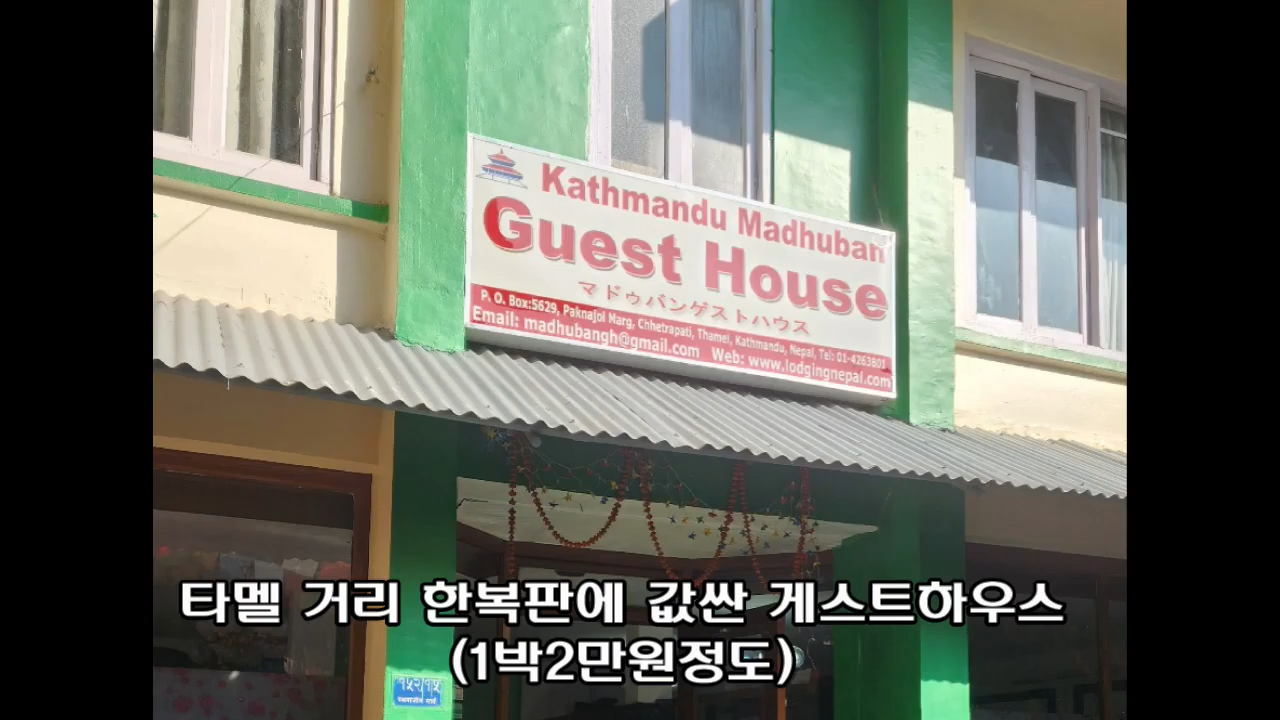 Kathmandu Madhuban
Guest House
マドゥバンゲストハウス
P. O. Box:5629, Paknajol Marg, Chhetrapati, Thamel, Kathmandu, Nepal, Tel: 01-4263801
Email: madhubangh@gmail.com Web: www.lodgingnepal.com
타멜 거리 한복판에 값싼 게스트하우스
(1박2만원정도)